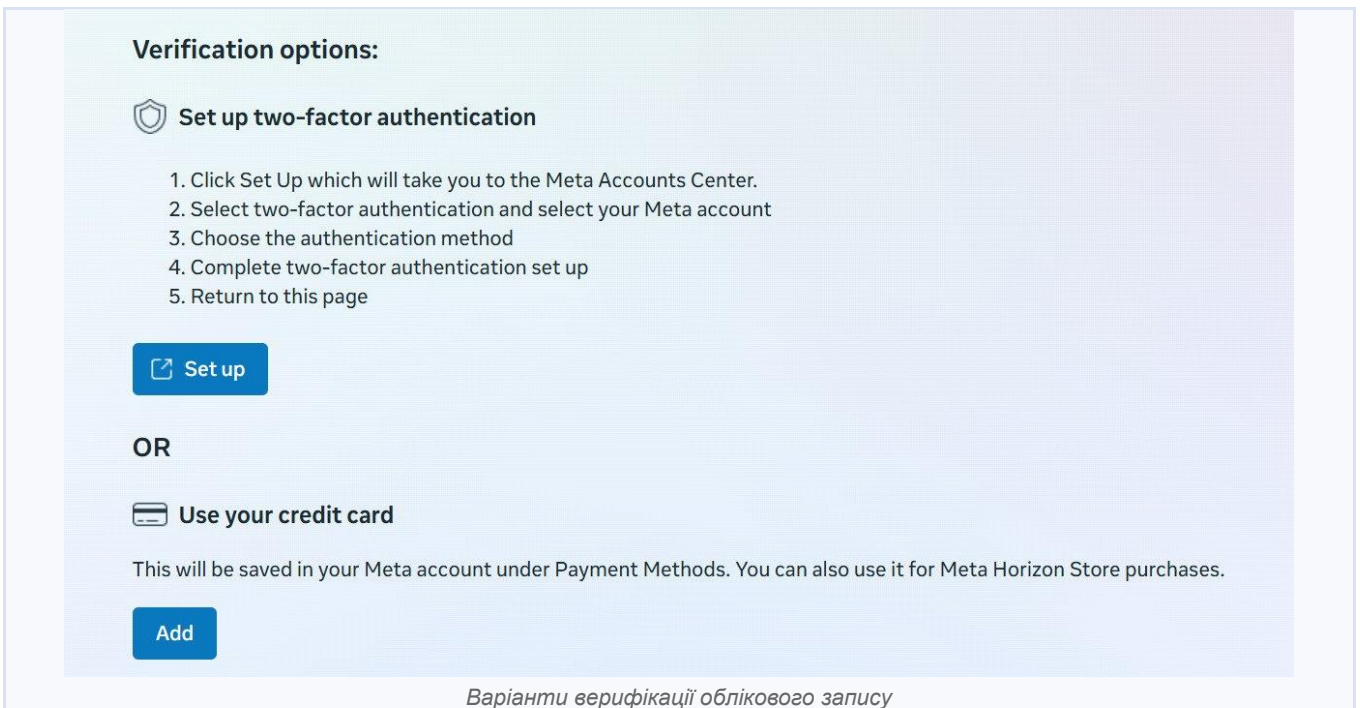 Verification options:
Set up two-factor authentication
1. Click Set Up which will take you to the Meta Accounts Center.
2. Select two-factor authentication and select your Meta account
3. Choose the authentication method
4. Complete two-factor authentication set up
5. Return to this page
Set up
OR
Use your credit card
This will be saved in your Meta account under Payment Methods. You can also use it for Meta Horizon Store purchases.
Add
Варіанти верифікації облікового запису